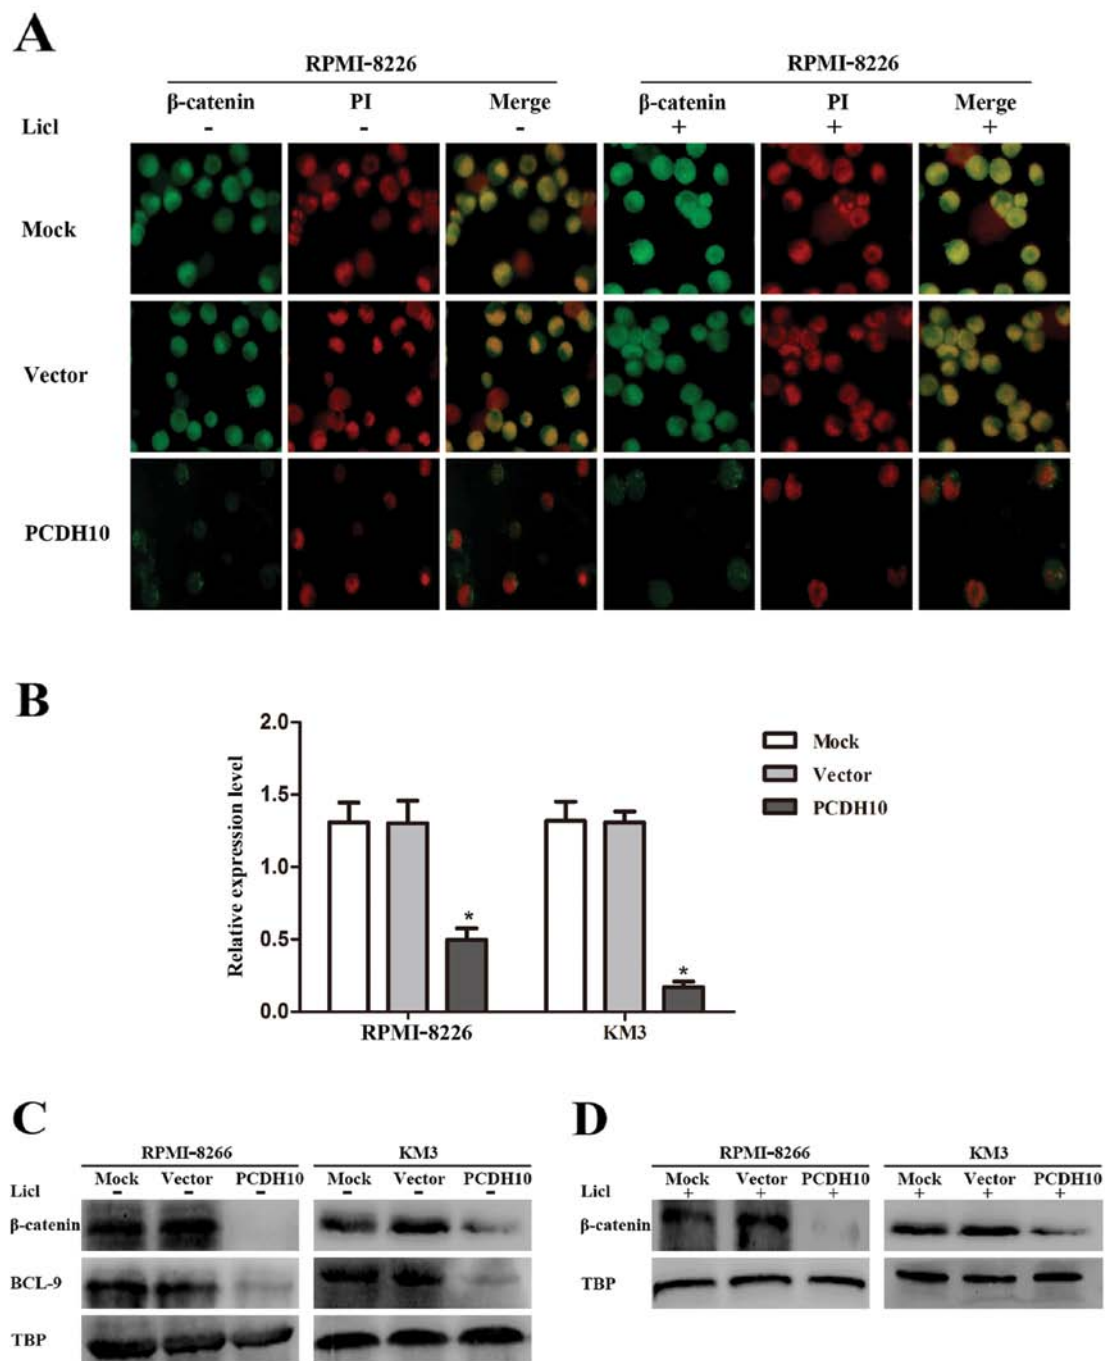 A
RPMI-8226 RPMI-8226
β-catenin PI Merge β-catenin PI Merge
Licl - - - + + +
Mock
Vector
PCDH10
B
2.0
1.5
1.0
0.5
0.0
Relative expression level
* *
RPMI-8226 KM3
Mock
Vector
PCDH10
C
RPMI-8266 KM3
Mock Vector PCDH10 Mock Vector PCDH10
Licl - - - - - -
β-catenin
BCL-9
TBP
D
RPMI-8266 KM3
Mock Vector PCDH10 Mock Vector PCDH10
Licl + + + + + +
β-catenin
TBP